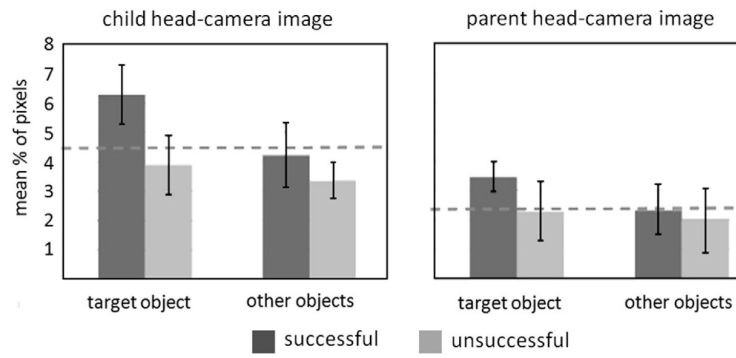 child head-camera image
parent head-camera image
mean % of pixels
8
7
6
5
4
3
2
1
target object
other objects
target object
other objects
successful
unsuccessful